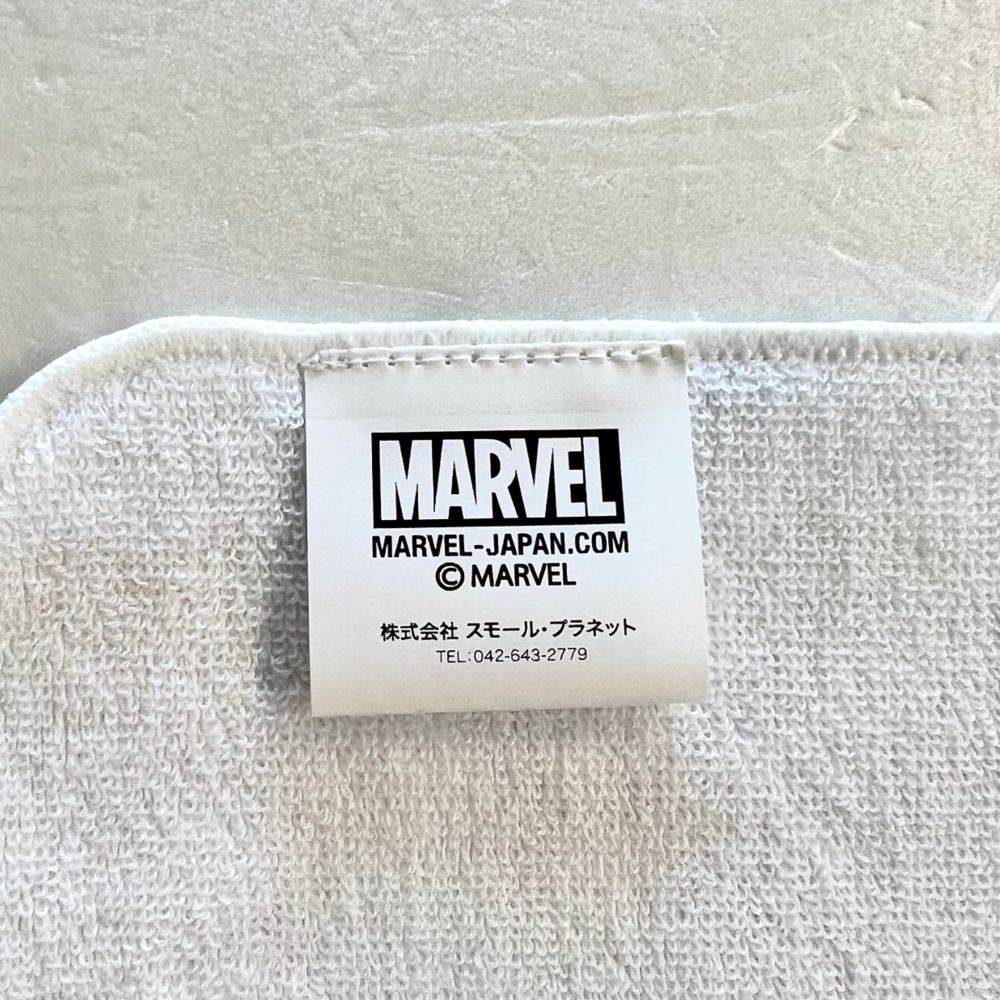 MARVEL
MARVEL-JAPAN.COM
© MARVEL
株式会社 スモール・プラネット
TEL:042-643-2779